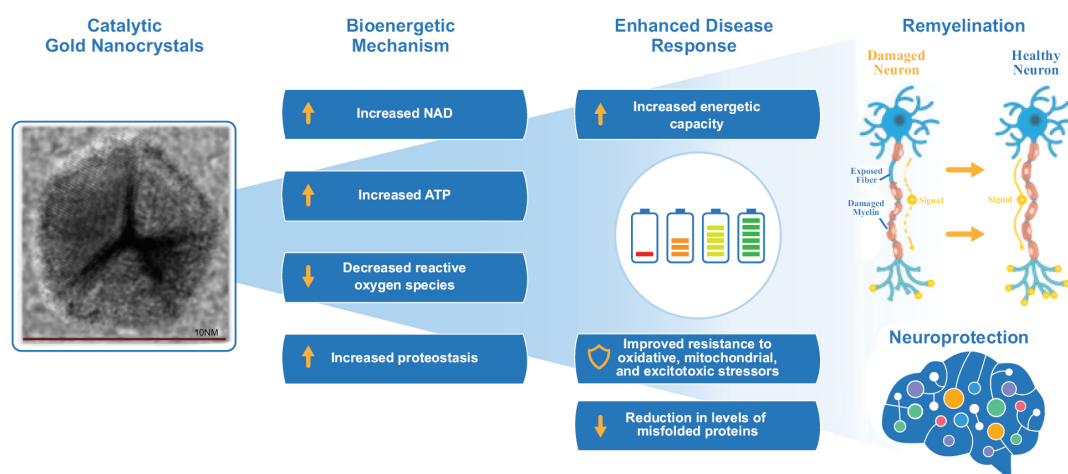 Catalytic
Gold Nanocrystals
10NM
Bioenergetic
Mechanism
Increased NAD
Increased ATP
Decreased reactive
oxygen species
Increased proteostasis
Enhanced Disease
Response
Increased energetic
capacity
Improved resistance to
oxidative, mitochondrial,
and excitotoxic stressors
Reduction in levels of
misfolded proteins
Remyelination
Damaged
Neuron
Healthy
Neuron
Exposed
Fiber
Damaged
Myelin
Signal
Signal
Neuroprotection